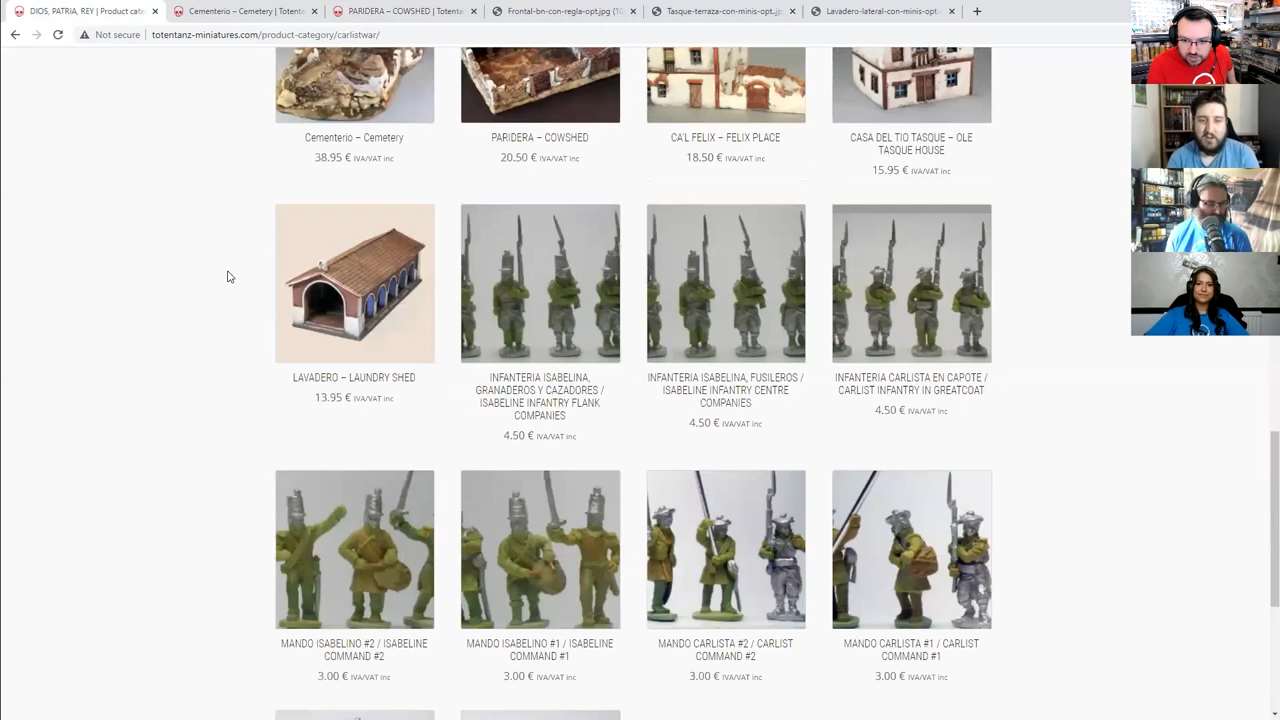 DIOS, PATRIA, REY | Product cate
Cementerio – Cemetery | Totenta
PARIDERA – COWSHED | Totentan
Frontal-bn-con-regla-opt.jpg (10
Tasque-terraza-con-minis-opt.jp
Lavadero-lateral-con-minis-opt.
Not secure
totentanz-miniatures.com/product-category/carlistwar/
Cementerio – Cemetery
38.95 € IVA/VAT inc
PARIDERA – COWSHED
20.50 € IVA/VAT inc
CA'L FELIX – FELIX PLACE
18.50 € IVA/VAT inc
CASA DEL TIO TASQUE – OLE
TASQUE HOUSE
15.95 € IVA/VAT inc
LAVADERO – LAUNDRY SHED
13.95 € IVA/VAT inc
INFANTERIA ISABELINA,
GRANADEROS Y CAZADORES /
ISABELINE INFANTRY FLANK
COMPANIES
4.50 € IVA/VAT inc
INFANTERIA ISABELINA, FUSILEROS /
ISABELINE INFANTRY CENTRE
COMPANIES
4.50 € IVA/VAT inc
INFANTERIA CARLISTA EN CAPOTE /
CARLIST INFANTRY IN GREATCOAT
4.50 € IVA/VAT inc
MANDO ISABELINO #2 / ISABELINE
COMMAND #2
3.00 € IVA/VAT inc
MANDO ISABELINO #1 / ISABELINE
COMMAND #1
3.00 € IVA/VAT inc
MANDO CARLISTA #2 / CARLIST
COMMAND #2
3.00 € IVA/VAT inc
MANDO CARLISTA #1 / CARLIST
COMMAND #1
3.00 € IVA/VAT inc